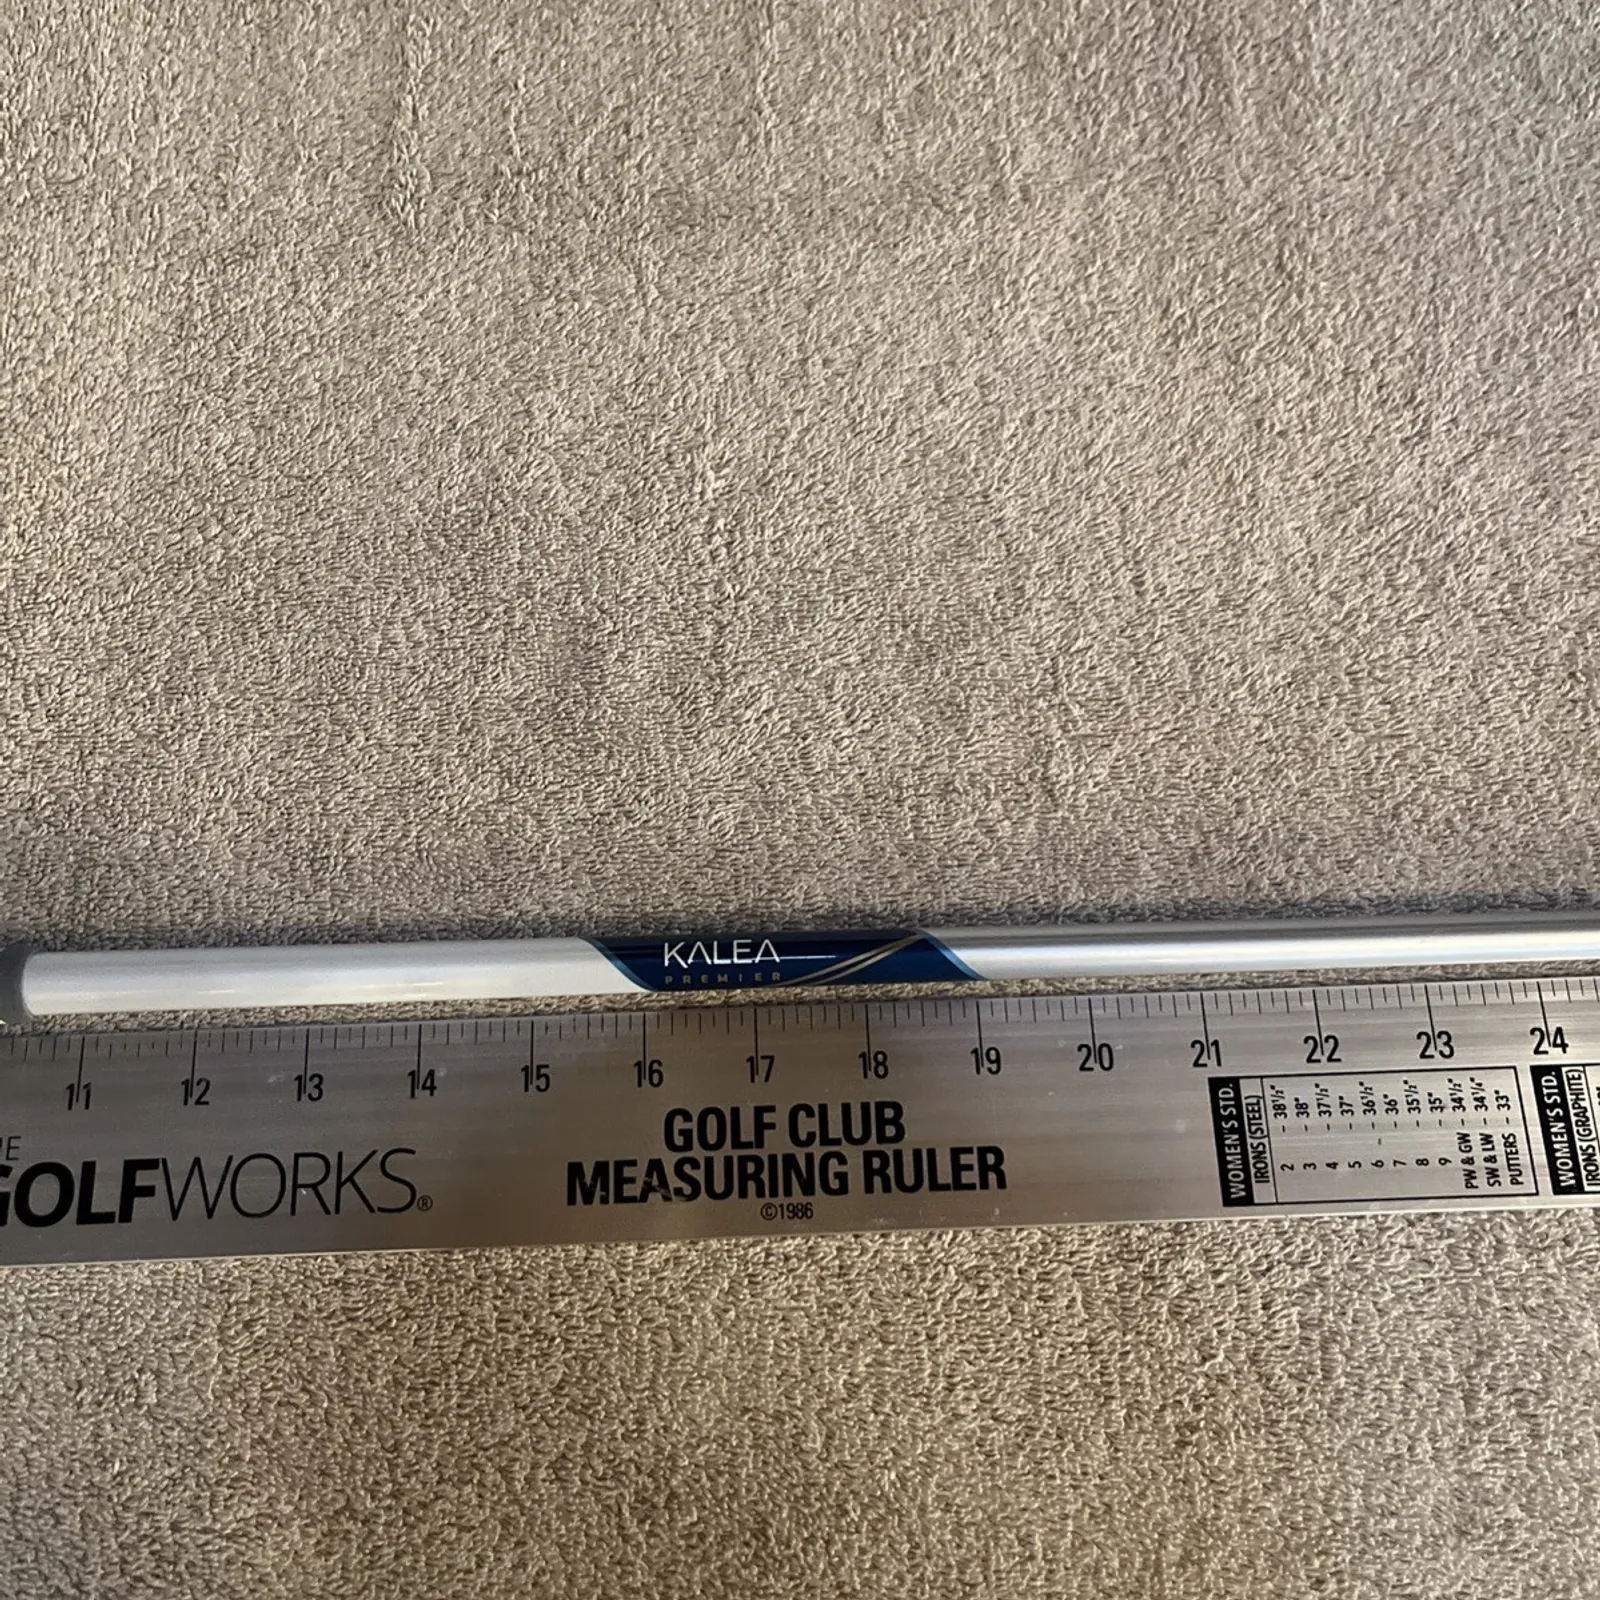 KALEA
PREMIER
11 12 13 14 15 16 17 18 19 20 21 22 23 24
GOLFWORKS®
GOLF CLUB
MEASURING RULER
©1986
WOMEN'S STD.
IRONS (STEEL)
2 - 38½"
3 - 38"
4 - 37½"
5 - 37"
6 - 36½"
7 - 36"
8 - 35½"
9 - 35"
PW & GW - 34½"
SW & LW - 34¼"
PUTTERS - 33"
WOMEN'S STD.
IRONS (GRAPHITE)